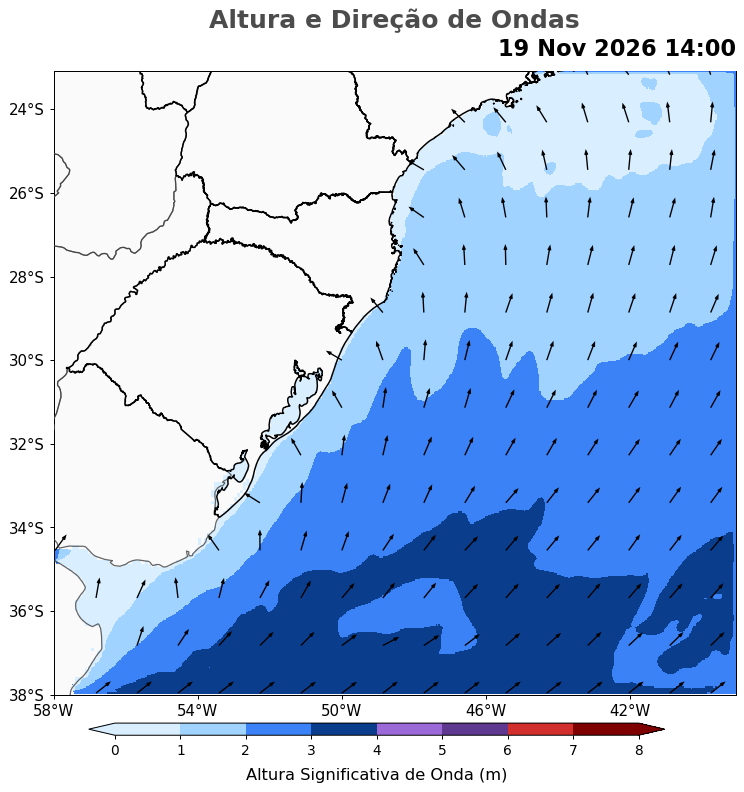 Altura e Direção de Ondas
19 Nov 2026 14:00
24°S
26°S
28°S
30°S
32°S
34°S
36°S
38°S
58°W 54°W 50°W 46°W 42°W
0 1 2 3 4 5 6 7 8
Altura Significativa de Onda (m)